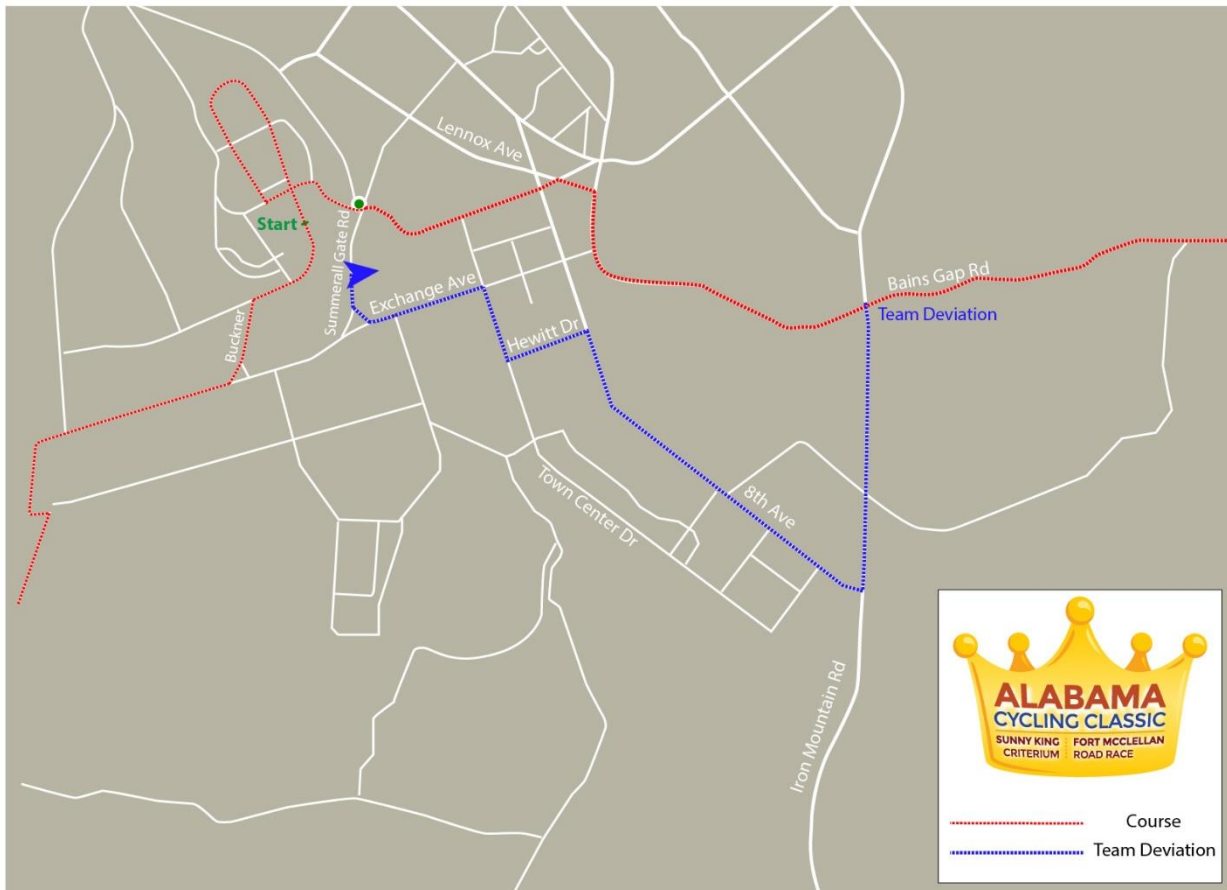 Lennox Ave
Start
Summerall Gate Rd
Exchange Ave
Bains Gap Rd
Team Deviation
Buckner
Hewitt Dr
8th Ave
Town Center Dr
Iron Mountain Rd
ALABAMA
CYCLING CLASSIC
SUNNY KING
CRITERIUM
FORT MCCLELLAN
ROAD RACE
Course
Team Deviation